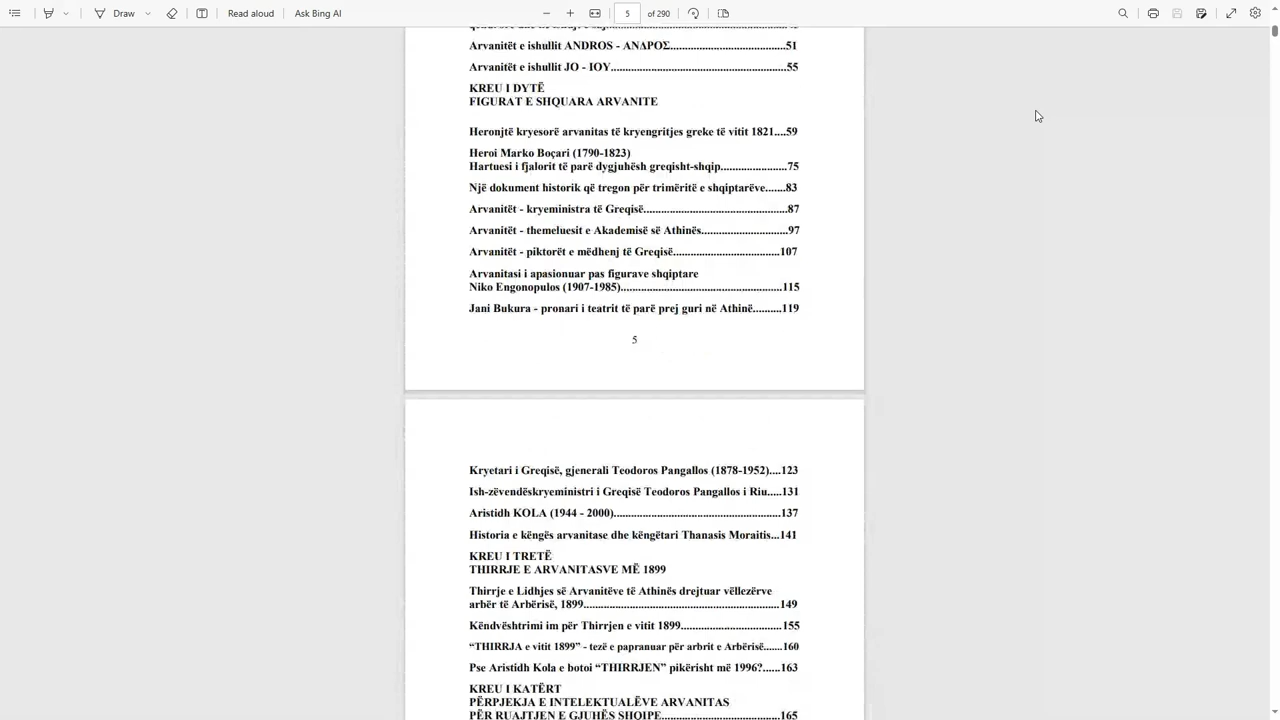 Draw
Read aloud
Ask Bing AI
5 of 290
Arvanitët e ishullit ANDROS - ΑΝΔΡΟΣ....................................51
Arvanitët e ishullit JO - ΙΟΥ......................................................55
KREU I DYTË
FIGURAT E SHQUARA ARVANITE
Heronjtë kryesorë arvanitas të kryengritjes greke të vitit 1821....59
Heroi Marko Boçari (1790-1823)
Hartuesi i fjalorit të parë dygjuhësh greqisht-shqip......................75
Një dokument historik që tregon për trimëritë e shqiptarëve......83
Arvanitët - kryeministra të Greqisë.............................................87
Arvanitët - themeluesit e Akademisë së Athinës...........................97
Arvanitët - piktorët e mëdhenj të Greqisë.................................107
Arvanitasi i apasionuar pas figurave shqiptare
Niko Engonopulos (1907-1985)..................................................115
Jani Bukura - pronari i teatrit të parë prej guri në Athinë..........119
5
Kryetari i Greqisë, gjenerali Teodoros Pangallos (1878-1952)....123
Ish-zëvendëskryeministri i Greqisë Teodoros Pangallos i Riu.....131
Aristidh KOLA (1944 - 2000).....................................................137
Historia e këngës arvanitase dhe këngëtari Thanasis Moraitis...141
KREU I TRETË
THIRRJE E ARVANITASVE MË 1899
Thirrje e Lidhjes së Arvanitëve të Athinës drejtuar vëllezërve
arbër të Arbërisë, 1899..............................................................149
Këndvështrimi im për Thirrjen e vitit 1899................................155
“THIRRJA e vitit 1899” - tezë e papranuar për arbrit e Arbërisë.......160
Pse Aristidh Kola e botoi “THIRRJEN” pikërisht më 1996?......163
KREU I KATËRT
PËRPJEKJA E INTELEKTUALËVE ARVANITAS
PËR RUAJTJEN E GJUHËS SHQIPE......................................165